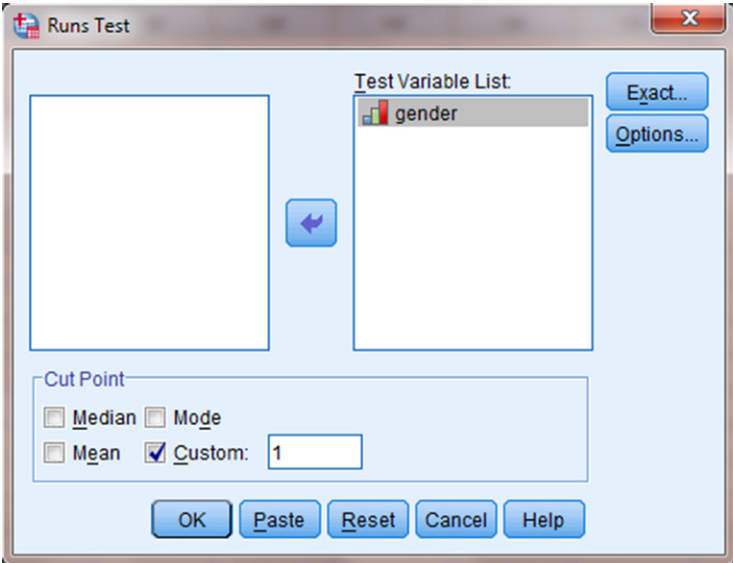 Runs Test
x
Test Variable List:
gender
Exact...
Options...
Cut Point
Median Mode
Mean Custom: 1
OK Paste Reset Cancel Help